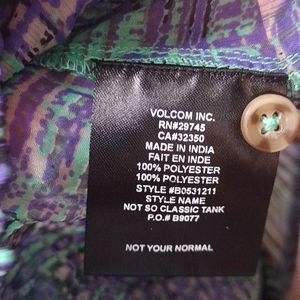 VOLCOM INC.
RN#29745
CA#32350
MADE IN INDIA
FAIT EN INDE
100% POLYESTER
100% POLYESTER
STYLE #B0531211
STYLE NAME
NOT SO CLASSIC TANK
P.O.# B9077
NOT YOUR NORMAL